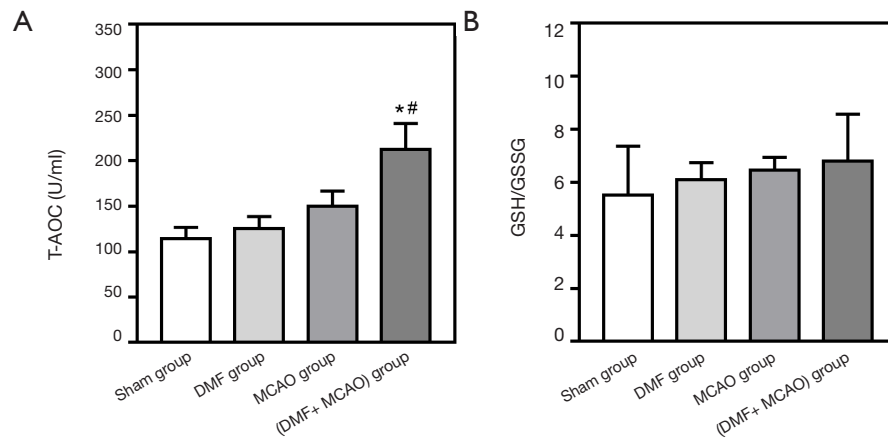 A
T-AOC (U/ml)
350
300
250
200
150
100
50
0
*#
Sham group
DMF group
MCAO group
(DMF+ MCAO) group
B
GSH/GSSG
12
10
8
6
4
2
0
Sham group
DMF group
MCAO group
(DMF+ MCAO) group